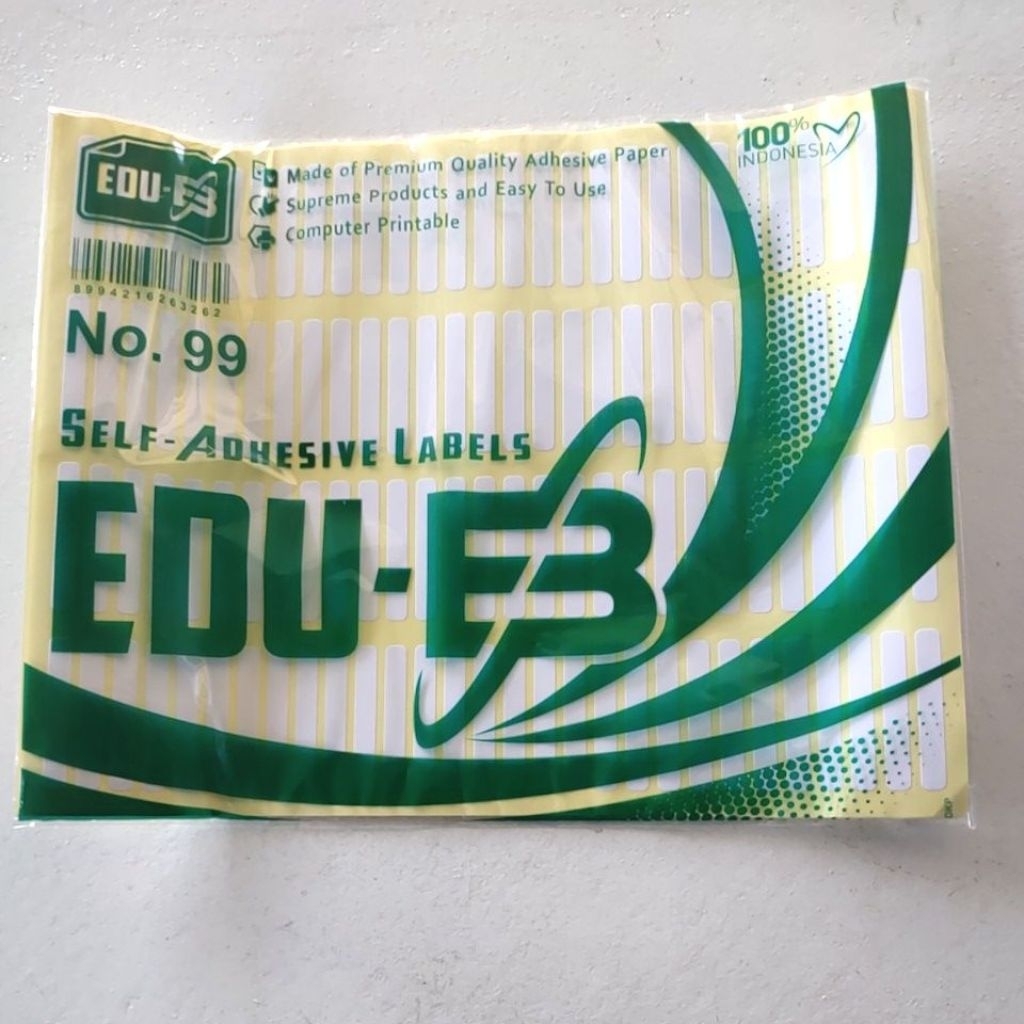 EDU-EB
Made of Premium Quality Adhesive Paper
Supreme Products and Easy To Use
Computer Printable
100%
INDONESIA
8994216263262
No. 99
SELF-ADHESIVE LABELS
EDU-EB